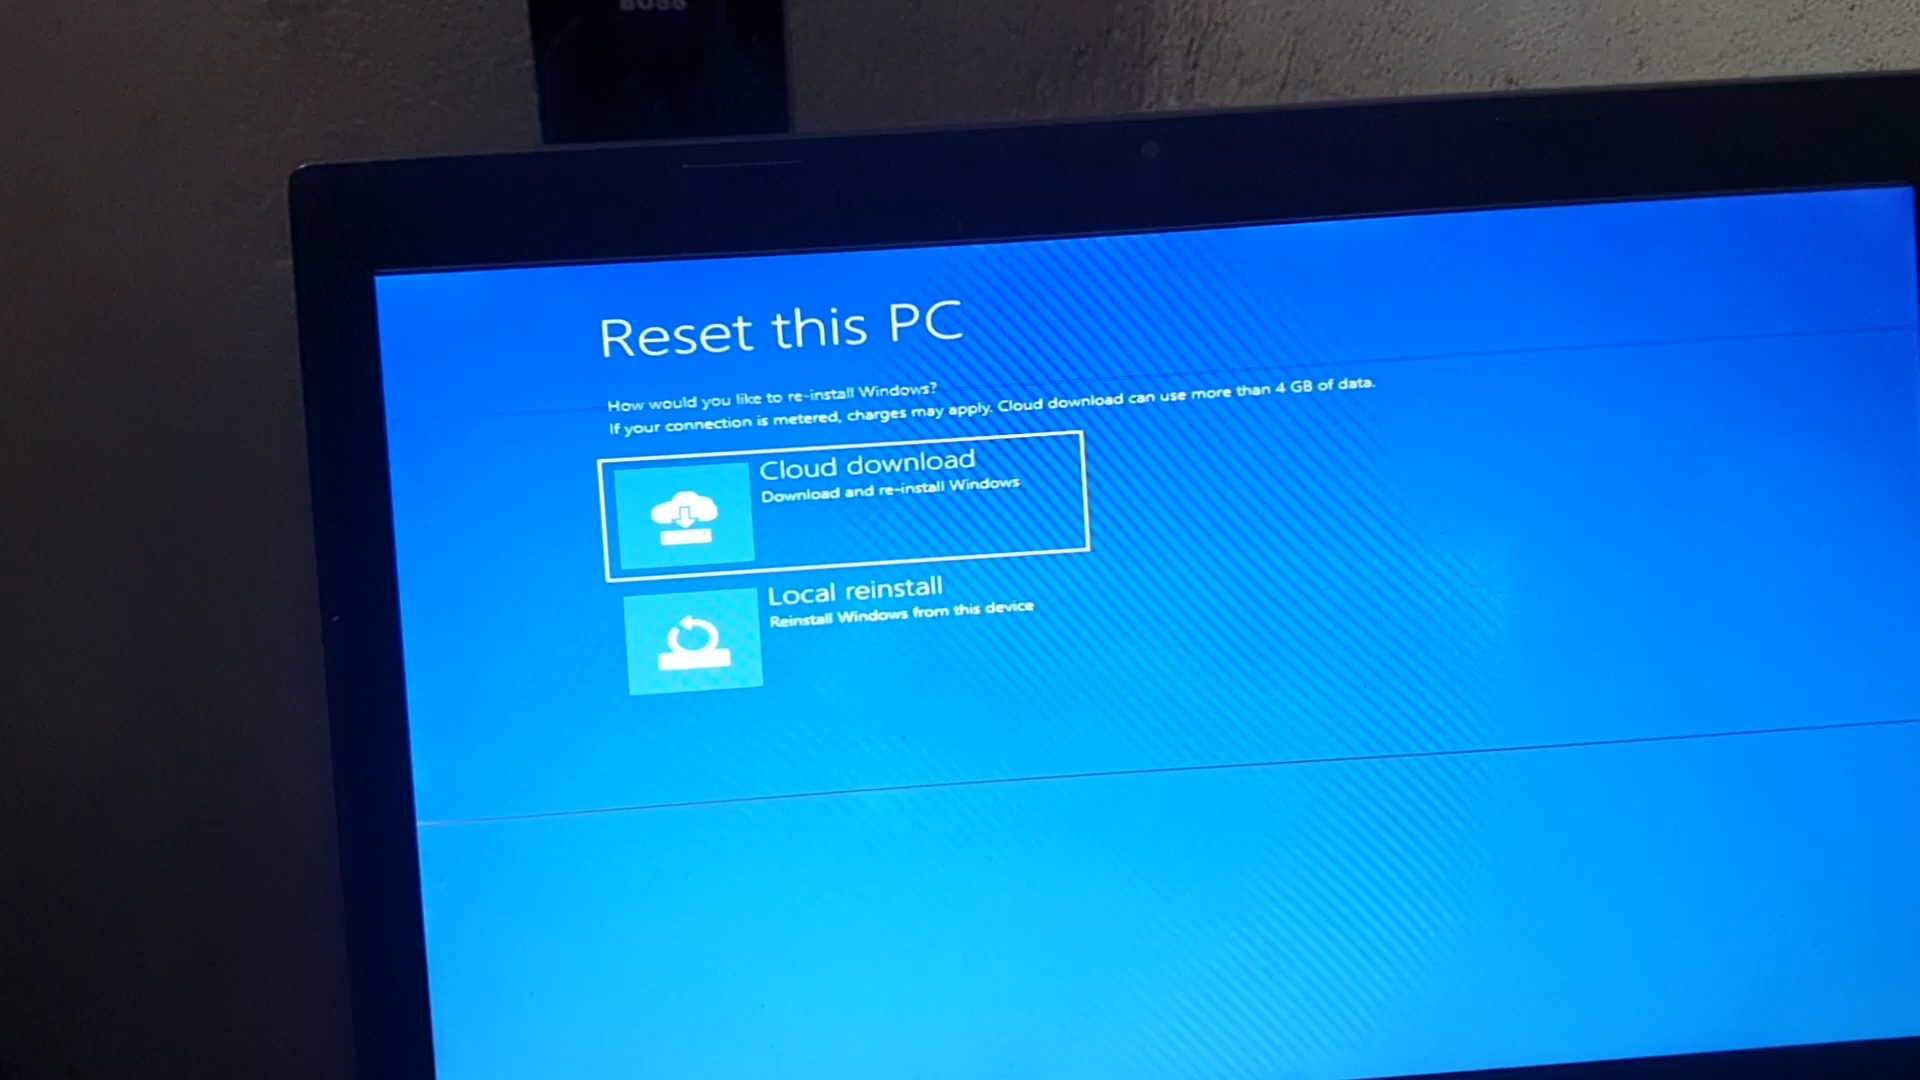 BOSS
Reset this PC
How would you like to re-install Windows?
If your connection is metered, charges may apply. Cloud download can use more than 4 GB of data.
Cloud download
Download and re-install Windows
Local reinstall
Reinstall Windows from this device